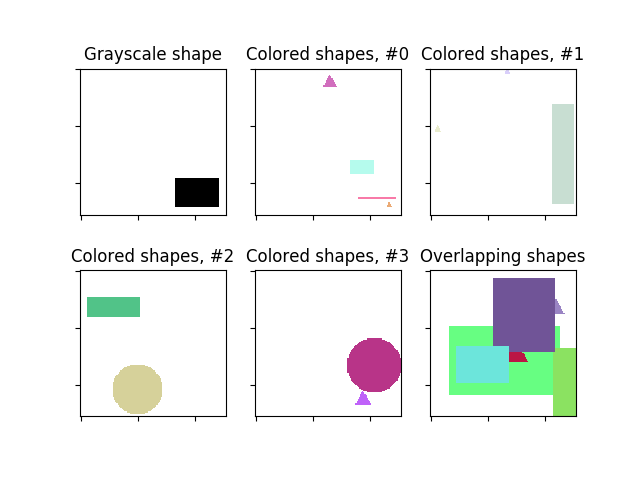 Grayscale shape
Colored shapes, #0
Colored shapes, #1
Colored shapes, #2
Colored shapes, #3
Overlapping shapes